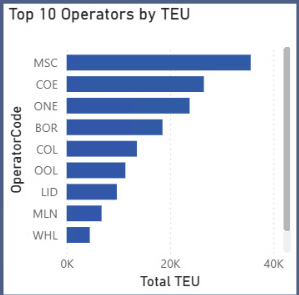 Top 10 Operators by TEU
OperatorCode
MSC
COE
ONE
BOR
COL
OOL
LID
MLN
WHL
0K 20K 40K
Total TEU